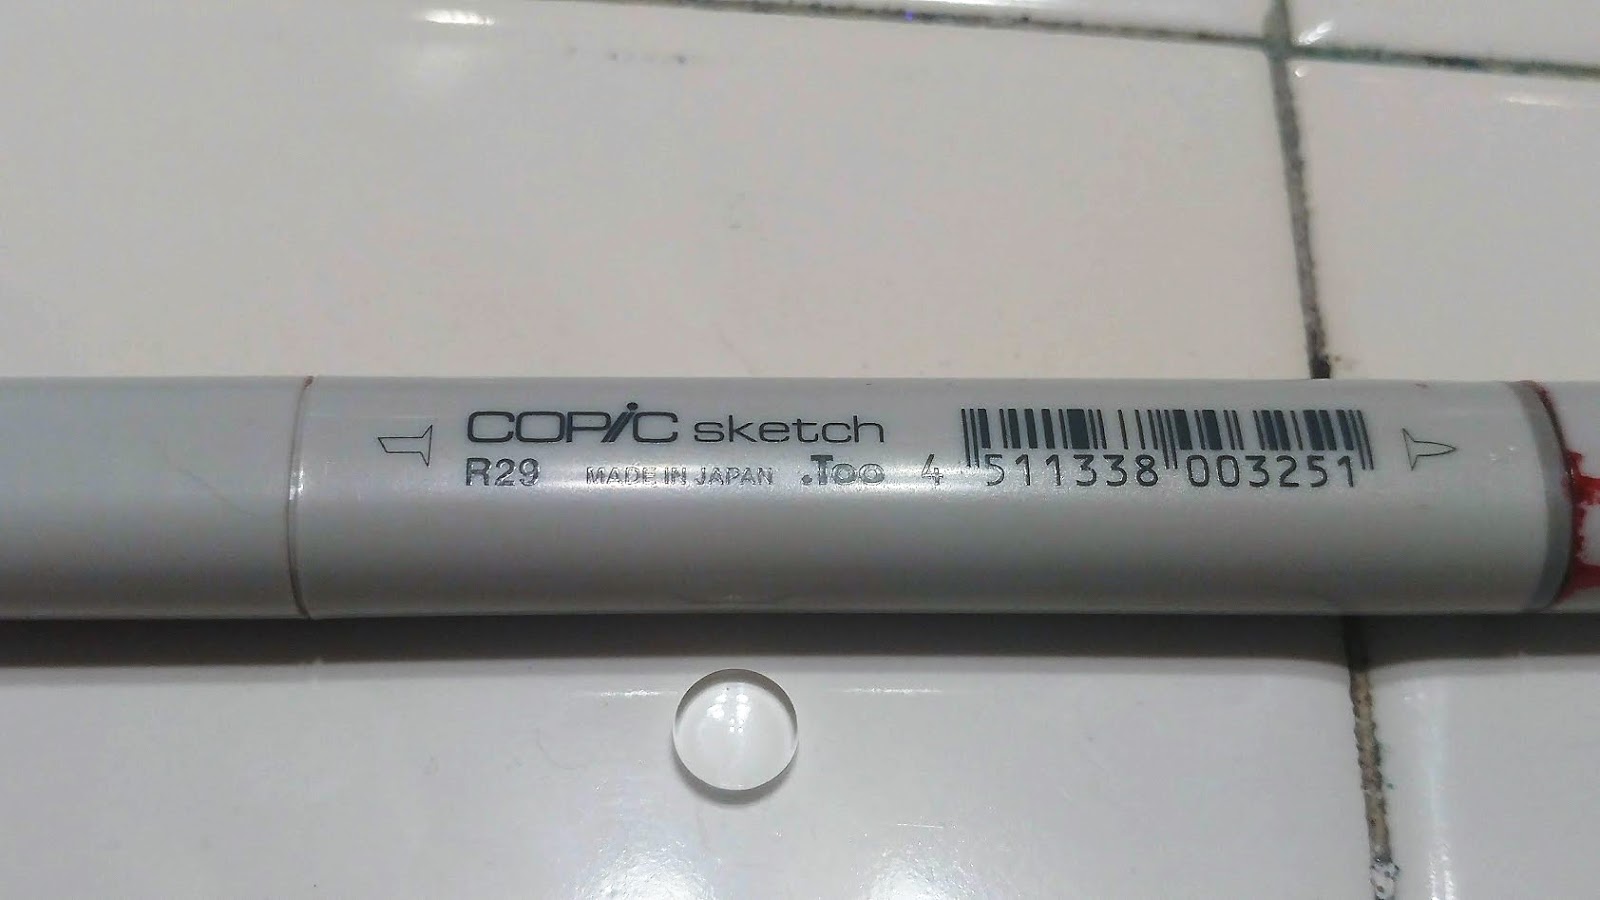 COPiC sketch
R29 MADE IN JAPAN .Too 4 511338 003251